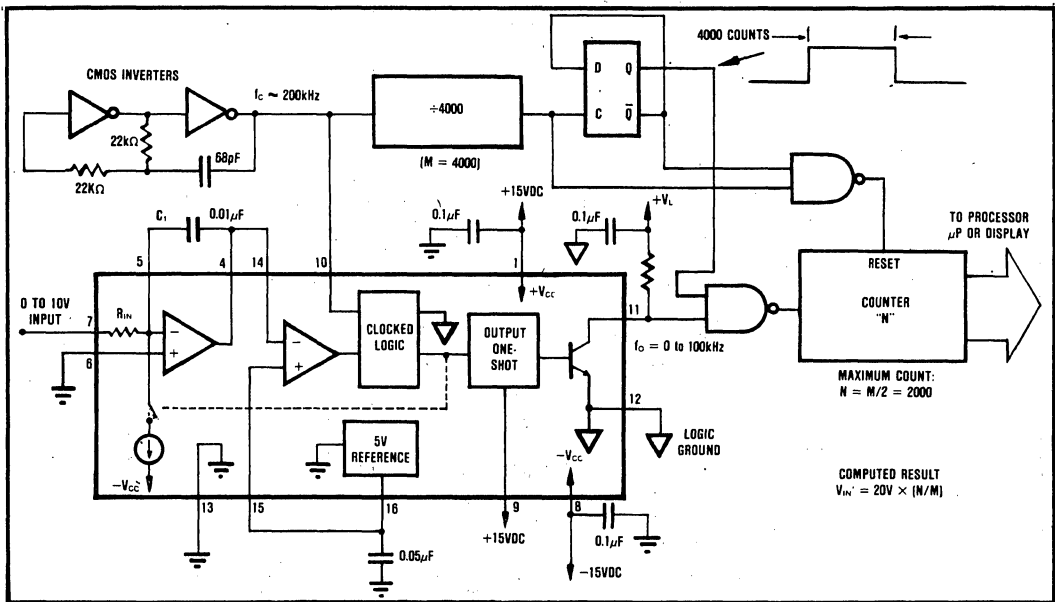 4000 COUNTS
CMOS INVERTERS
fC ~ 200kHz
÷4000
(M = 4000)
D Q
C Q̅
22kΩ
68pF
22KΩ
C1 0.01µF
0.1µF
+15VDC
0.1µF
+VL
TO PROCESSOR
µP OR DISPLAY
5 4 14 10 1
+VCC
RESET
COUNTER
"N"
0 TO 10V
INPUT
7 RIN
−
+
6
−
+
CLOCKED
LOGIC
OUTPUT
ONE-
SHOT
11
fO = 0 to 100kHz
12
LOGIC
GROUND
MAXIMUM COUNT:
N = M/2 = 2000
5V
REFERENCE
−VCC
−VCC
COMPUTED RESULT
VIN = 20V × (N/M)
13 15 16 9 8
+15VDC
0.1µF
0.05µF
−15VDC